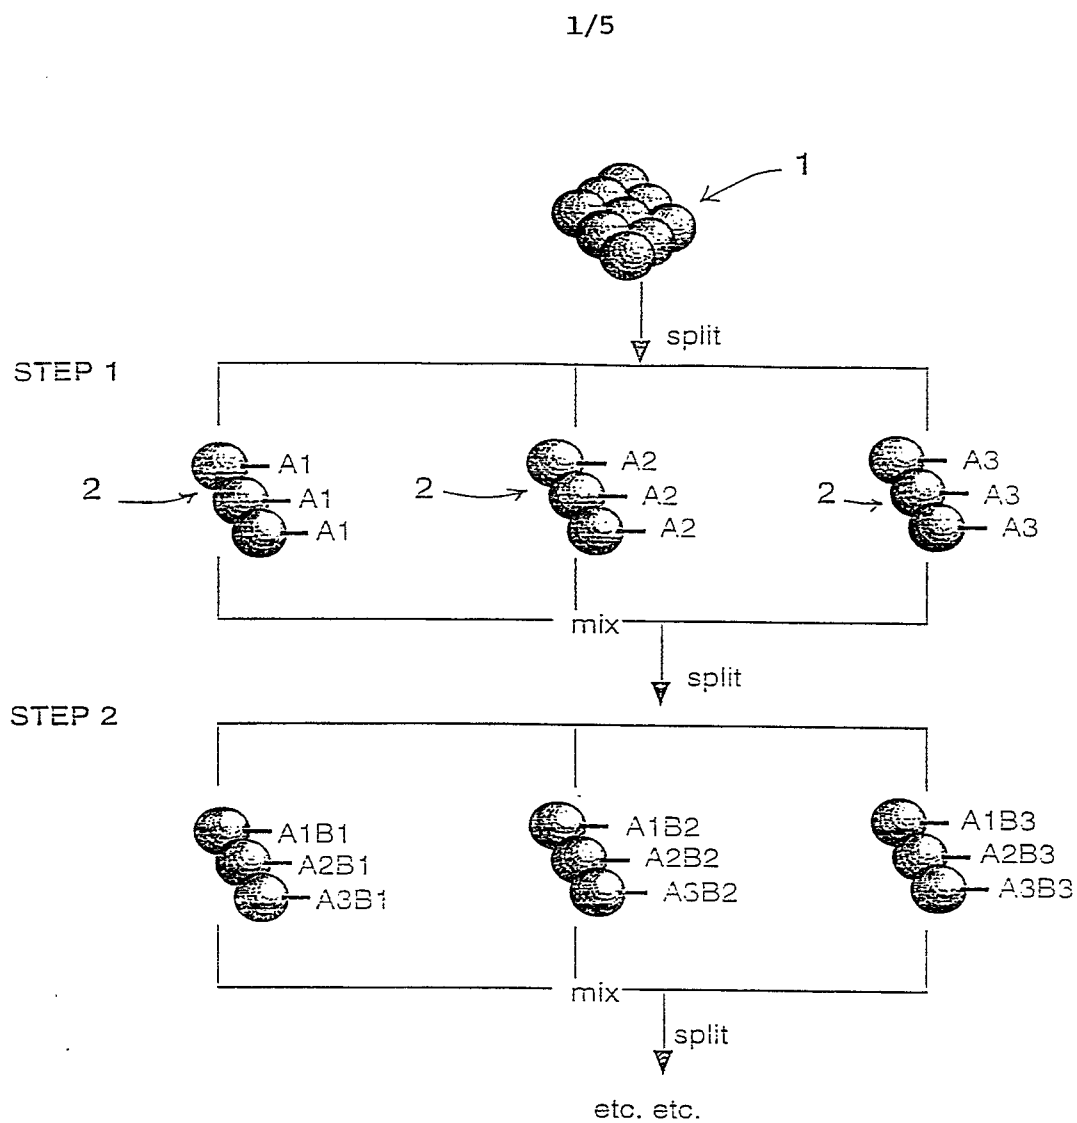 1/5
1
split
STEP 1
A1 A2 A3
2 A1 2 A2 2 A3
A1 A2 A3
mix
split
STEP 2
A1B1 A1B2 A1B3
A2B1 A2B2 A2B3
A3B1 A3B2 A3B3
mix
split
etc. etc.